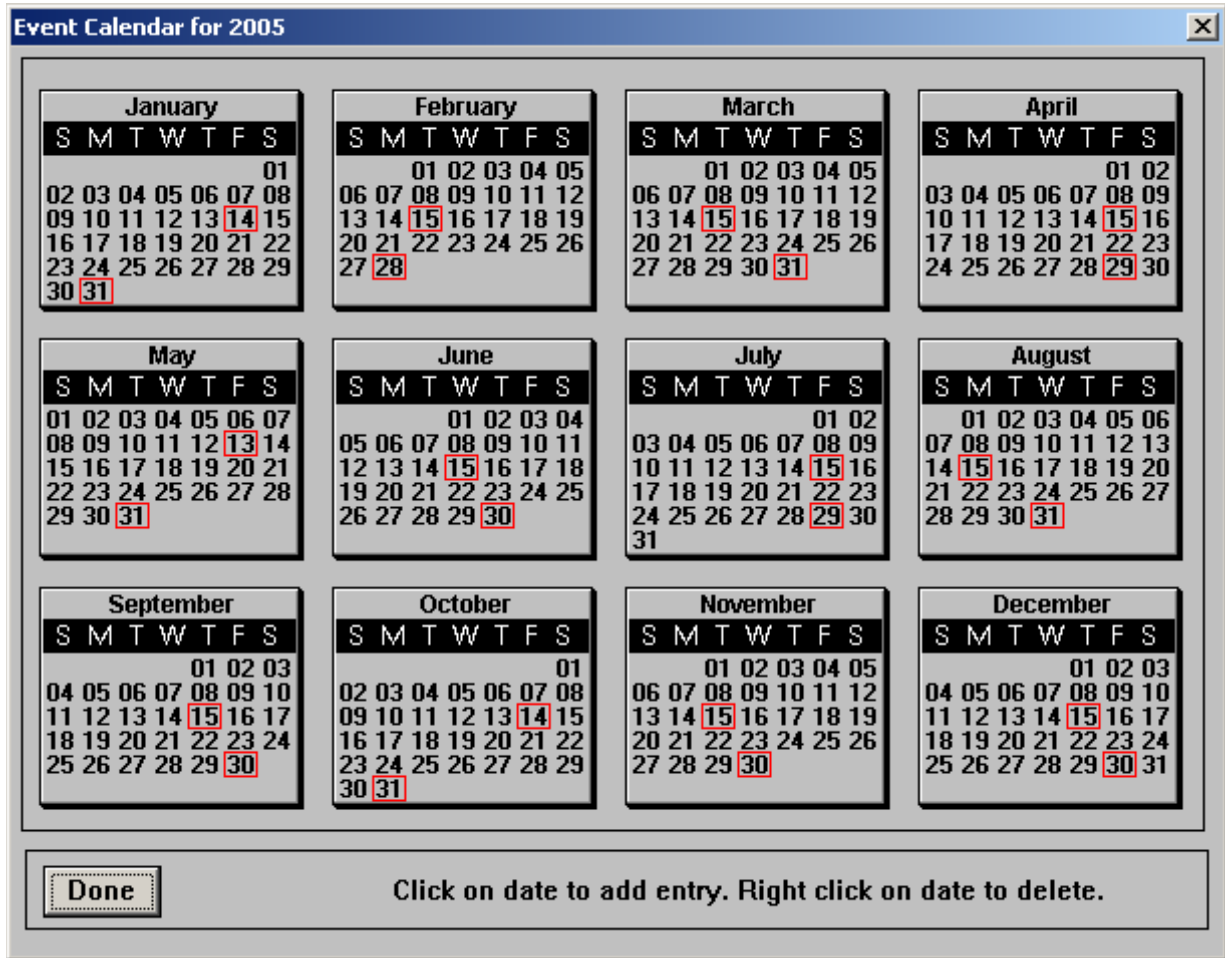 Event Calendar for 2005
January
S M T W T F S
01
02 03 04 05 06 07 08
09 10 11 12 13 14 15
16 17 18 19 20 21 22
23 24 25 26 27 28 29
30 31
February
S M T W T F S
01 02 03 04 05
06 07 08 09 10 11 12
13 14 15 16 17 18 19
20 21 22 23 24 25 26
27 28
March
S M T W T F S
01 02 03 04 05
06 07 08 09 10 11 12
13 14 15 16 17 18 19
20 21 22 23 24 25 26
27 28 29 30 31
April
S M T W T F S
01 02
03 04 05 06 07 08 09
10 11 12 13 14 15 16
17 18 19 20 21 22 23
24 25 26 27 28 29 30
May
S M T W T F S
01 02 03 04 05 06 07
08 09 10 11 12 13 14
15 16 17 18 19 20 21
22 23 24 25 26 27 28
29 30 31
June
S M T W T F S
01 02 03 04
05 06 07 08 09 10 11
12 13 14 15 16 17 18
19 20 21 22 23 24 25
26 27 28 29 30
July
S M T W T F S
01 02
03 04 05 06 07 08 09
10 11 12 13 14 15 16
17 18 19 20 21 22 23
24 25 26 27 28 29 30
31
August
S M T W T F S
01 02 03 04 05 06
07 08 09 10 11 12 13
14 15 16 17 18 19 20
21 22 23 24 25 26 27
28 29 30 31
September
S M T W T F S
01 02 03
04 05 06 07 08 09 10
11 12 13 14 15 16 17
18 19 20 21 22 23 24
25 26 27 28 29 30
October
S M T W T F S
01
02 03 04 05 06 07 08
09 10 11 12 13 14 15
16 17 18 19 20 21 22
23 24 25 26 27 28 29
30 31
November
S M T W T F S
01 02 03 04 05
06 07 08 09 10 11 12
13 14 15 16 17 18 19
20 21 22 23 24 25 26
27 28 29 30
December
S M T W T F S
01 02 03
04 05 06 07 08 09 10
11 12 13 14 15 16 17
18 19 20 21 22 23 24
25 26 27 28 29 30 31
Done
Click on date to add entry. Right click on date to delete.